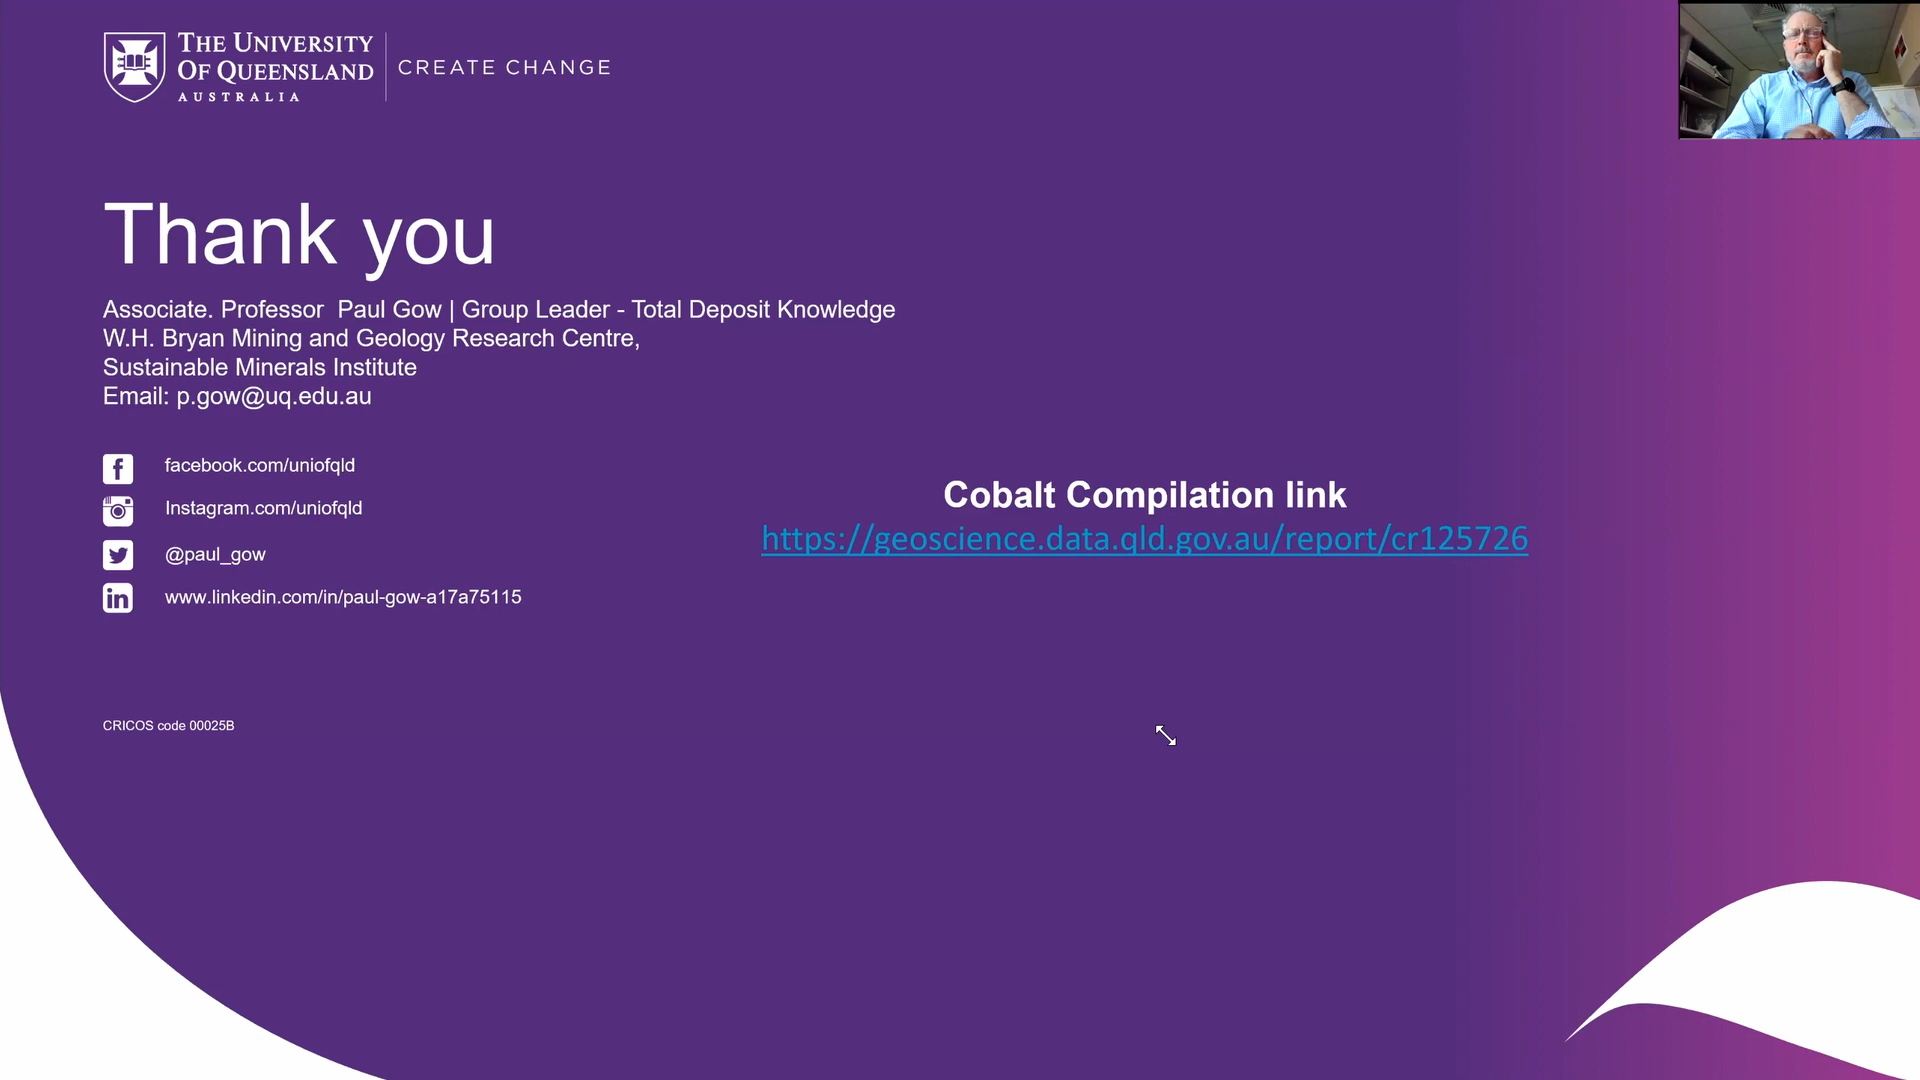 THE UNIVERSITY
OF QUEENSLAND
AUSTRALIA
CREATE CHANGE
Thank you
Associate. Professor  Paul Gow | Group Leader - Total Deposit Knowledge
W.H. Bryan Mining and Geology Research Centre,
Sustainable Minerals Institute
Email: p.gow@uq.edu.au
facebook.com/uniofqld
Instagram.com/uniofqld
@paul_gow
www.linkedin.com/in/paul-gow-a17a75115
Cobalt Compilation link
https://geoscience.data.qld.gov.au/report/cr125726
CRICOS code 00025B